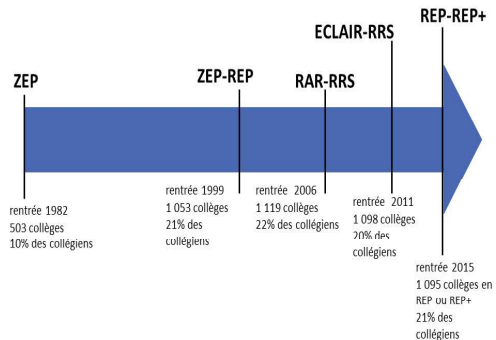 ZEP
ZEP-REP
RAR-RRS
ECLAIR-RRS
REP-REP+
rentrée 1982
503 collèges
10% des collégiens
rentrée 1999
1 053 collèges
21% des
collégiens
rentrée 2006
1 119 collèges
22% des collégiens
rentrée 2011
1 098 collèges
20% des
collégiens
rentrée 2015
1 095 collèges en
REP ou REP+
21% des
collégiens